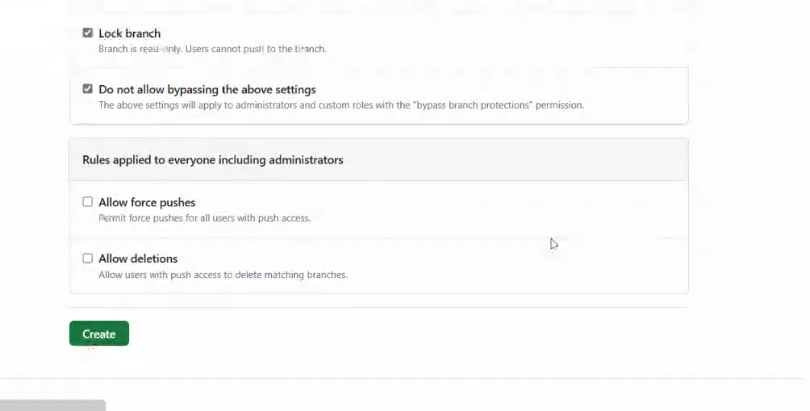 Lock branch
Branch is read-only. Users cannot push to the branch.
Do not allow bypassing the above settings
The above settings will apply to administrators and custom roles with the "bypass branch protections" permission.
Rules applied to everyone including administrators
Allow force pushes
Permit force pushes for all users with push access.
Allow deletions
Allow users with push access to delete matching branches.
Create